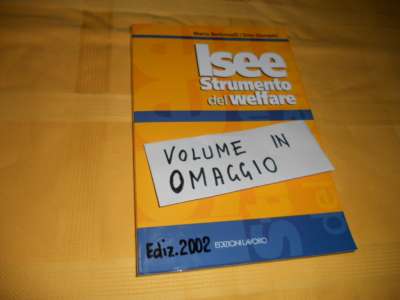 Isee
Strumento
del welfare
VOLUME IN
OMAGGIO
Ediz.2002
EDIZIONI LAVORO